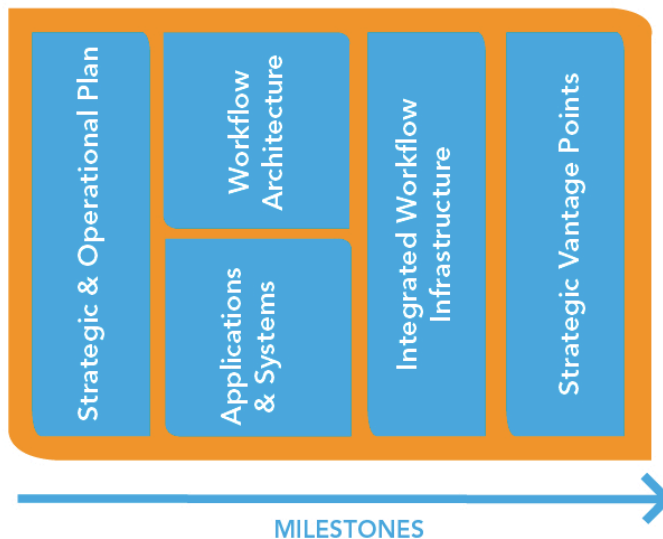 Strategic & Operational Plan
Workflow
Architecture
Applications
& Systems
Integrated Workflow
Infrastructure
Strategic Vantage Points
MILESTONES